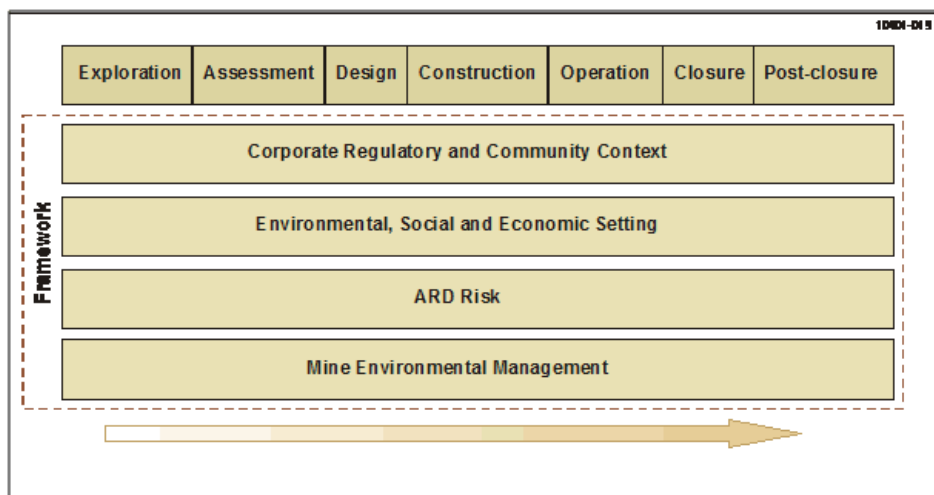 Exploration
Assessment
Design
Construction
Operation
Closure
Post-closure
Framework
Corporate Regulatory and Community Context
Environmental, Social and Economic Setting
ARD Risk
Mine Environmental Management